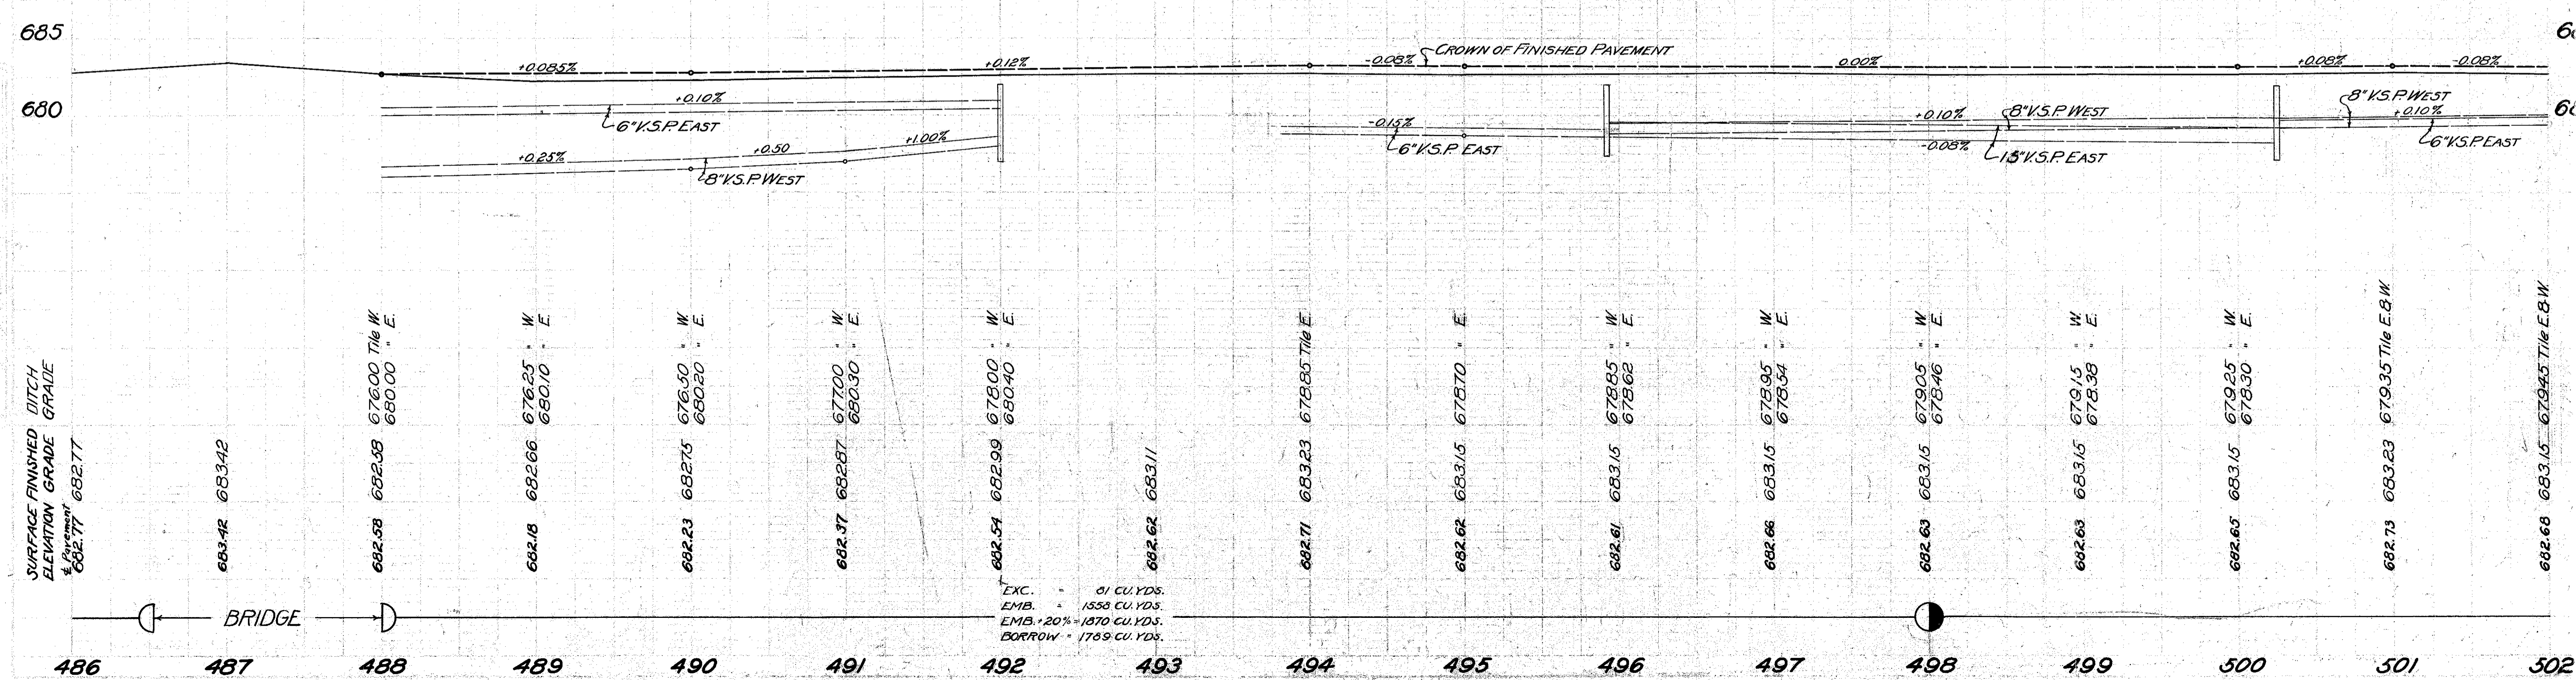 685
+0.085%
+0.12%
-0.08%
CROWN OF FINISHED PAVEMENT
0.00%
+0.08%
-0.08%
680
+0.10%
6" V.S.P. EAST
+0.25%
+0.50
+1.00%
8" V.S.P. WEST
-0.15%
6" V.S.P. EAST
+0.10%
8" V.S.P. WEST
-0.08%
15" V.S.P. EAST
8" V.S.P. WEST
+0.10%
6" V.S.P. EAST
SURFACE FINISHED DITCH
ELEVATION GRADE GRADE
℄ Pavement
682.77 682.77
683.42 683.42
682.58 682.58 676.00 Tile W.
680.00 " E.
682.18 682.66 676.25 " W.
680.10 " E.
682.23 682.75 676.50 " W.
680.20 " E.
682.37 682.87 677.00 " W.
680.30 " E.
682.54 682.99 678.00 " W.
680.40 " E.
682.62 683.11
682.71 683.23 678.85 Tile E.
682.62 683.15 678.70 " E.
682.61 683.15 678.85 " W.
678.62 " E.
682.66 683.15 678.95 " W.
678.54 " E.
682.63 683.15 679.05 " W.
678.46 " E.
682.63 683.15 679.15 " W.
678.38 " E.
682.65 683.15 679.25 " W.
678.30 " E.
682.73 683.23 679.35 Tile E.&W.
682.68 683.15 679.45 Tile E.&W.
BRIDGE
EXC. = 81 CU. YDS.
EMB. = 1558 CU. YDS.
EMB. +20% = 1870 CU. YDS.
BORROW = 1789 CU. YDS.
486 487 488 489 490 491 492 493 494 495 496 497 498 499 500 501 502